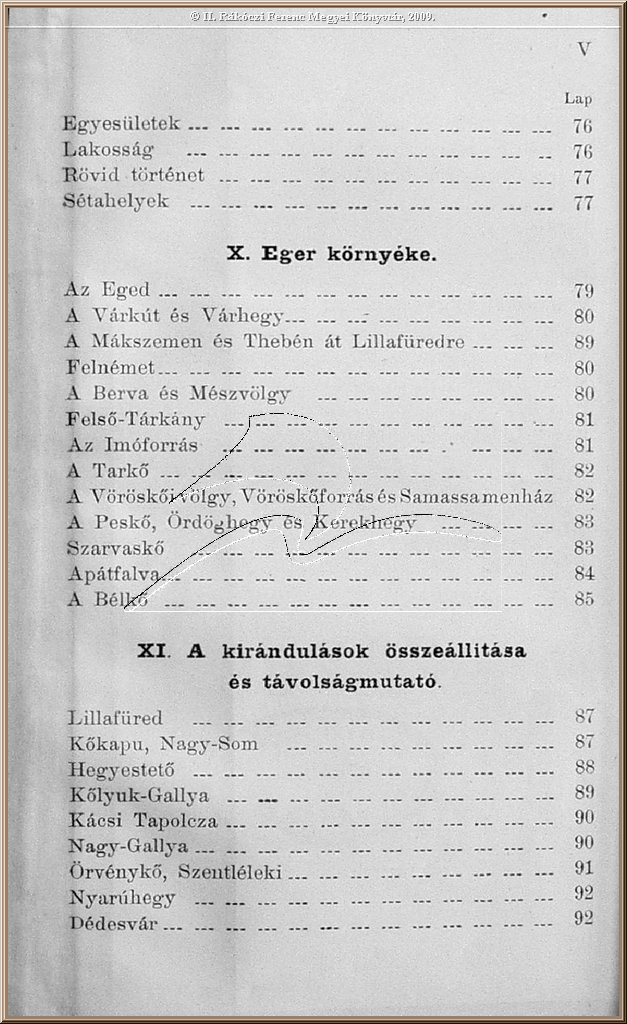 © II. Rákóczi Ferenc Megyei Könyvtár, 2009.
V
Lap
Egyesületek ... 76
Lakosság ... 76
Rövid történet ... 77
Sétahelyek ... 77
X. Eger környéke.
Az Eged ... 79
A Várkút és Várhegy ... 80
A Mákszemen és Thebén át Lillafüredre ... 89
Felnémet ... 80
A Berva és Mészvölgy ... 80
Felső-Tárkány ... 81
Az Imóforrás ... 81
A Tarkő ... 82
A Vöröskői völgy, Vöröskőforrás és Samassamenház 82
A Peskő, Ördöghegy és Kerekhegy ... 83
Szarvaskő ... 83
Apátfalva ... 84
A Bélkő ... 85
XI. A kirándulások összeállitása
és távolságmutató.
Lillafüred ... 87
Kőkapu, Nagy-Som ... 87
Hegyestető ... 88
Kőlyuk-Gallya ... 89
Kácsi Tapolcza ... 90
Nagy-Gallya ... 90
Örvénykő, Szentléleki ... 91
Nyarúhegy ... 92
Dédesvár ... 92